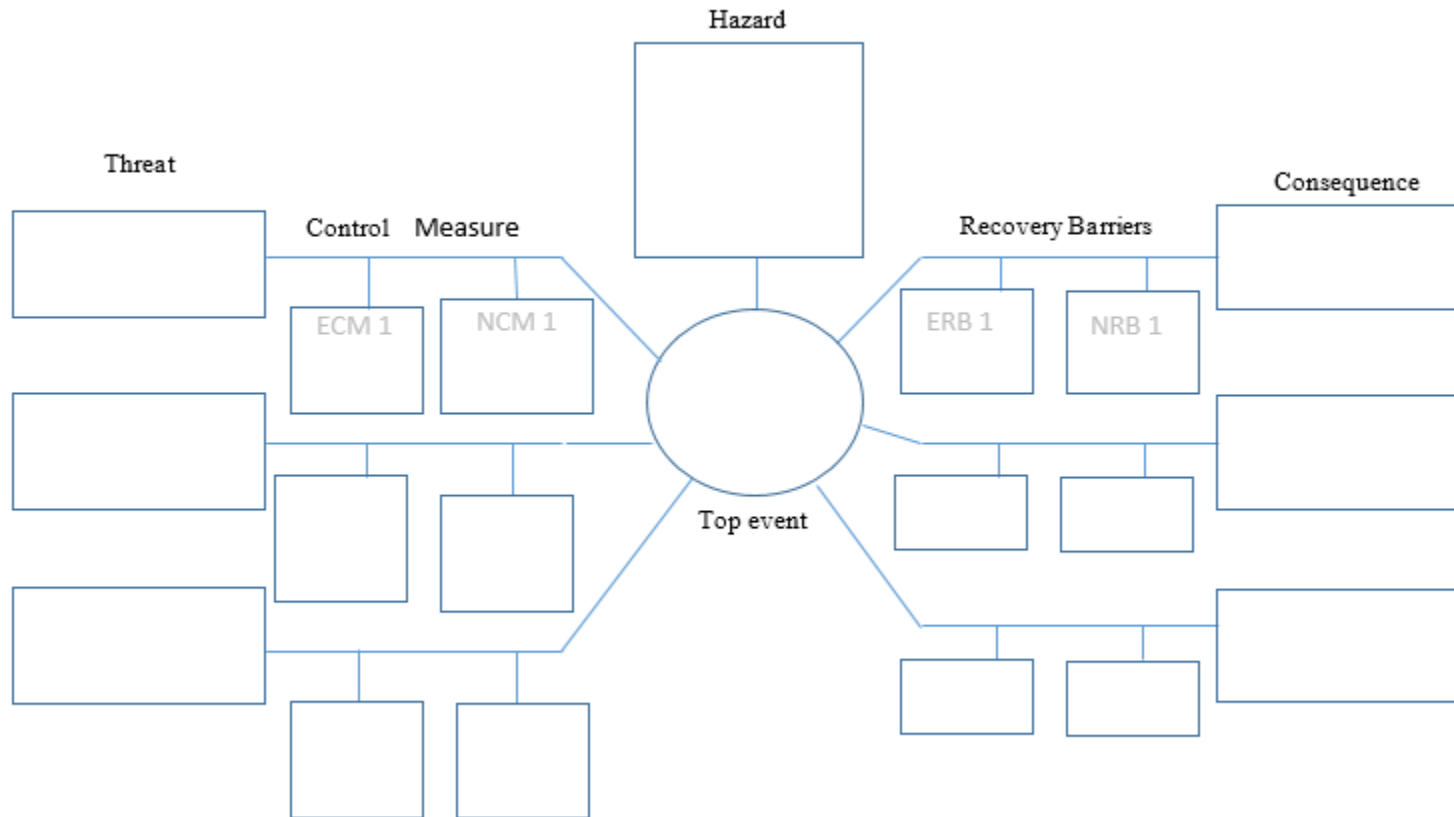 Hazard
Threat
Consequence
Control Measure
Recovery Barriers
ECM 1
NCM 1
ERB 1
NRB 1
Top event